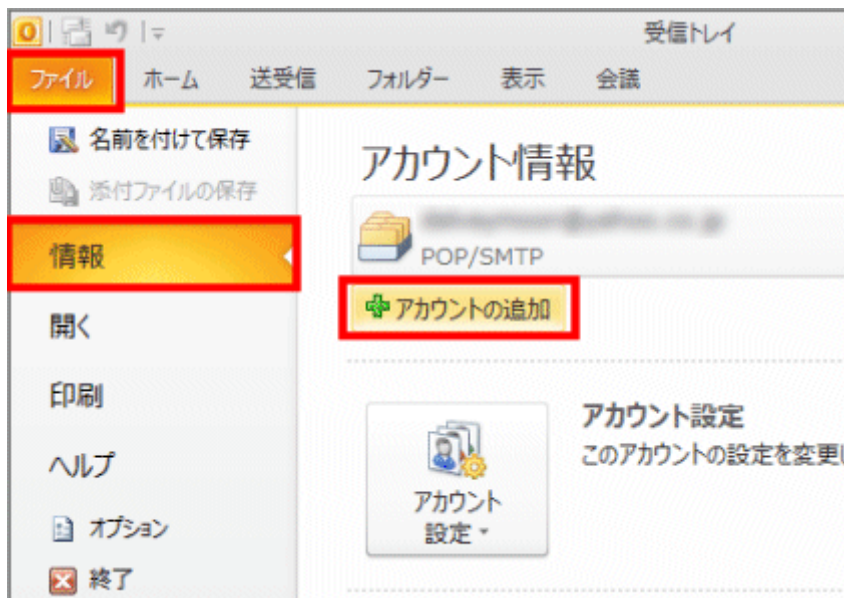 受信トレイ
ファイル ホーム 送受信 フォルダー 表示 会議
名前を付けて保存
添付ファイルの保存
情報
開く
印刷
ヘルプ
オプション
終了
アカウント情報
POP/SMTP
アカウントの追加
アカウント
設定
アカウント設定
このアカウントの設定を変更